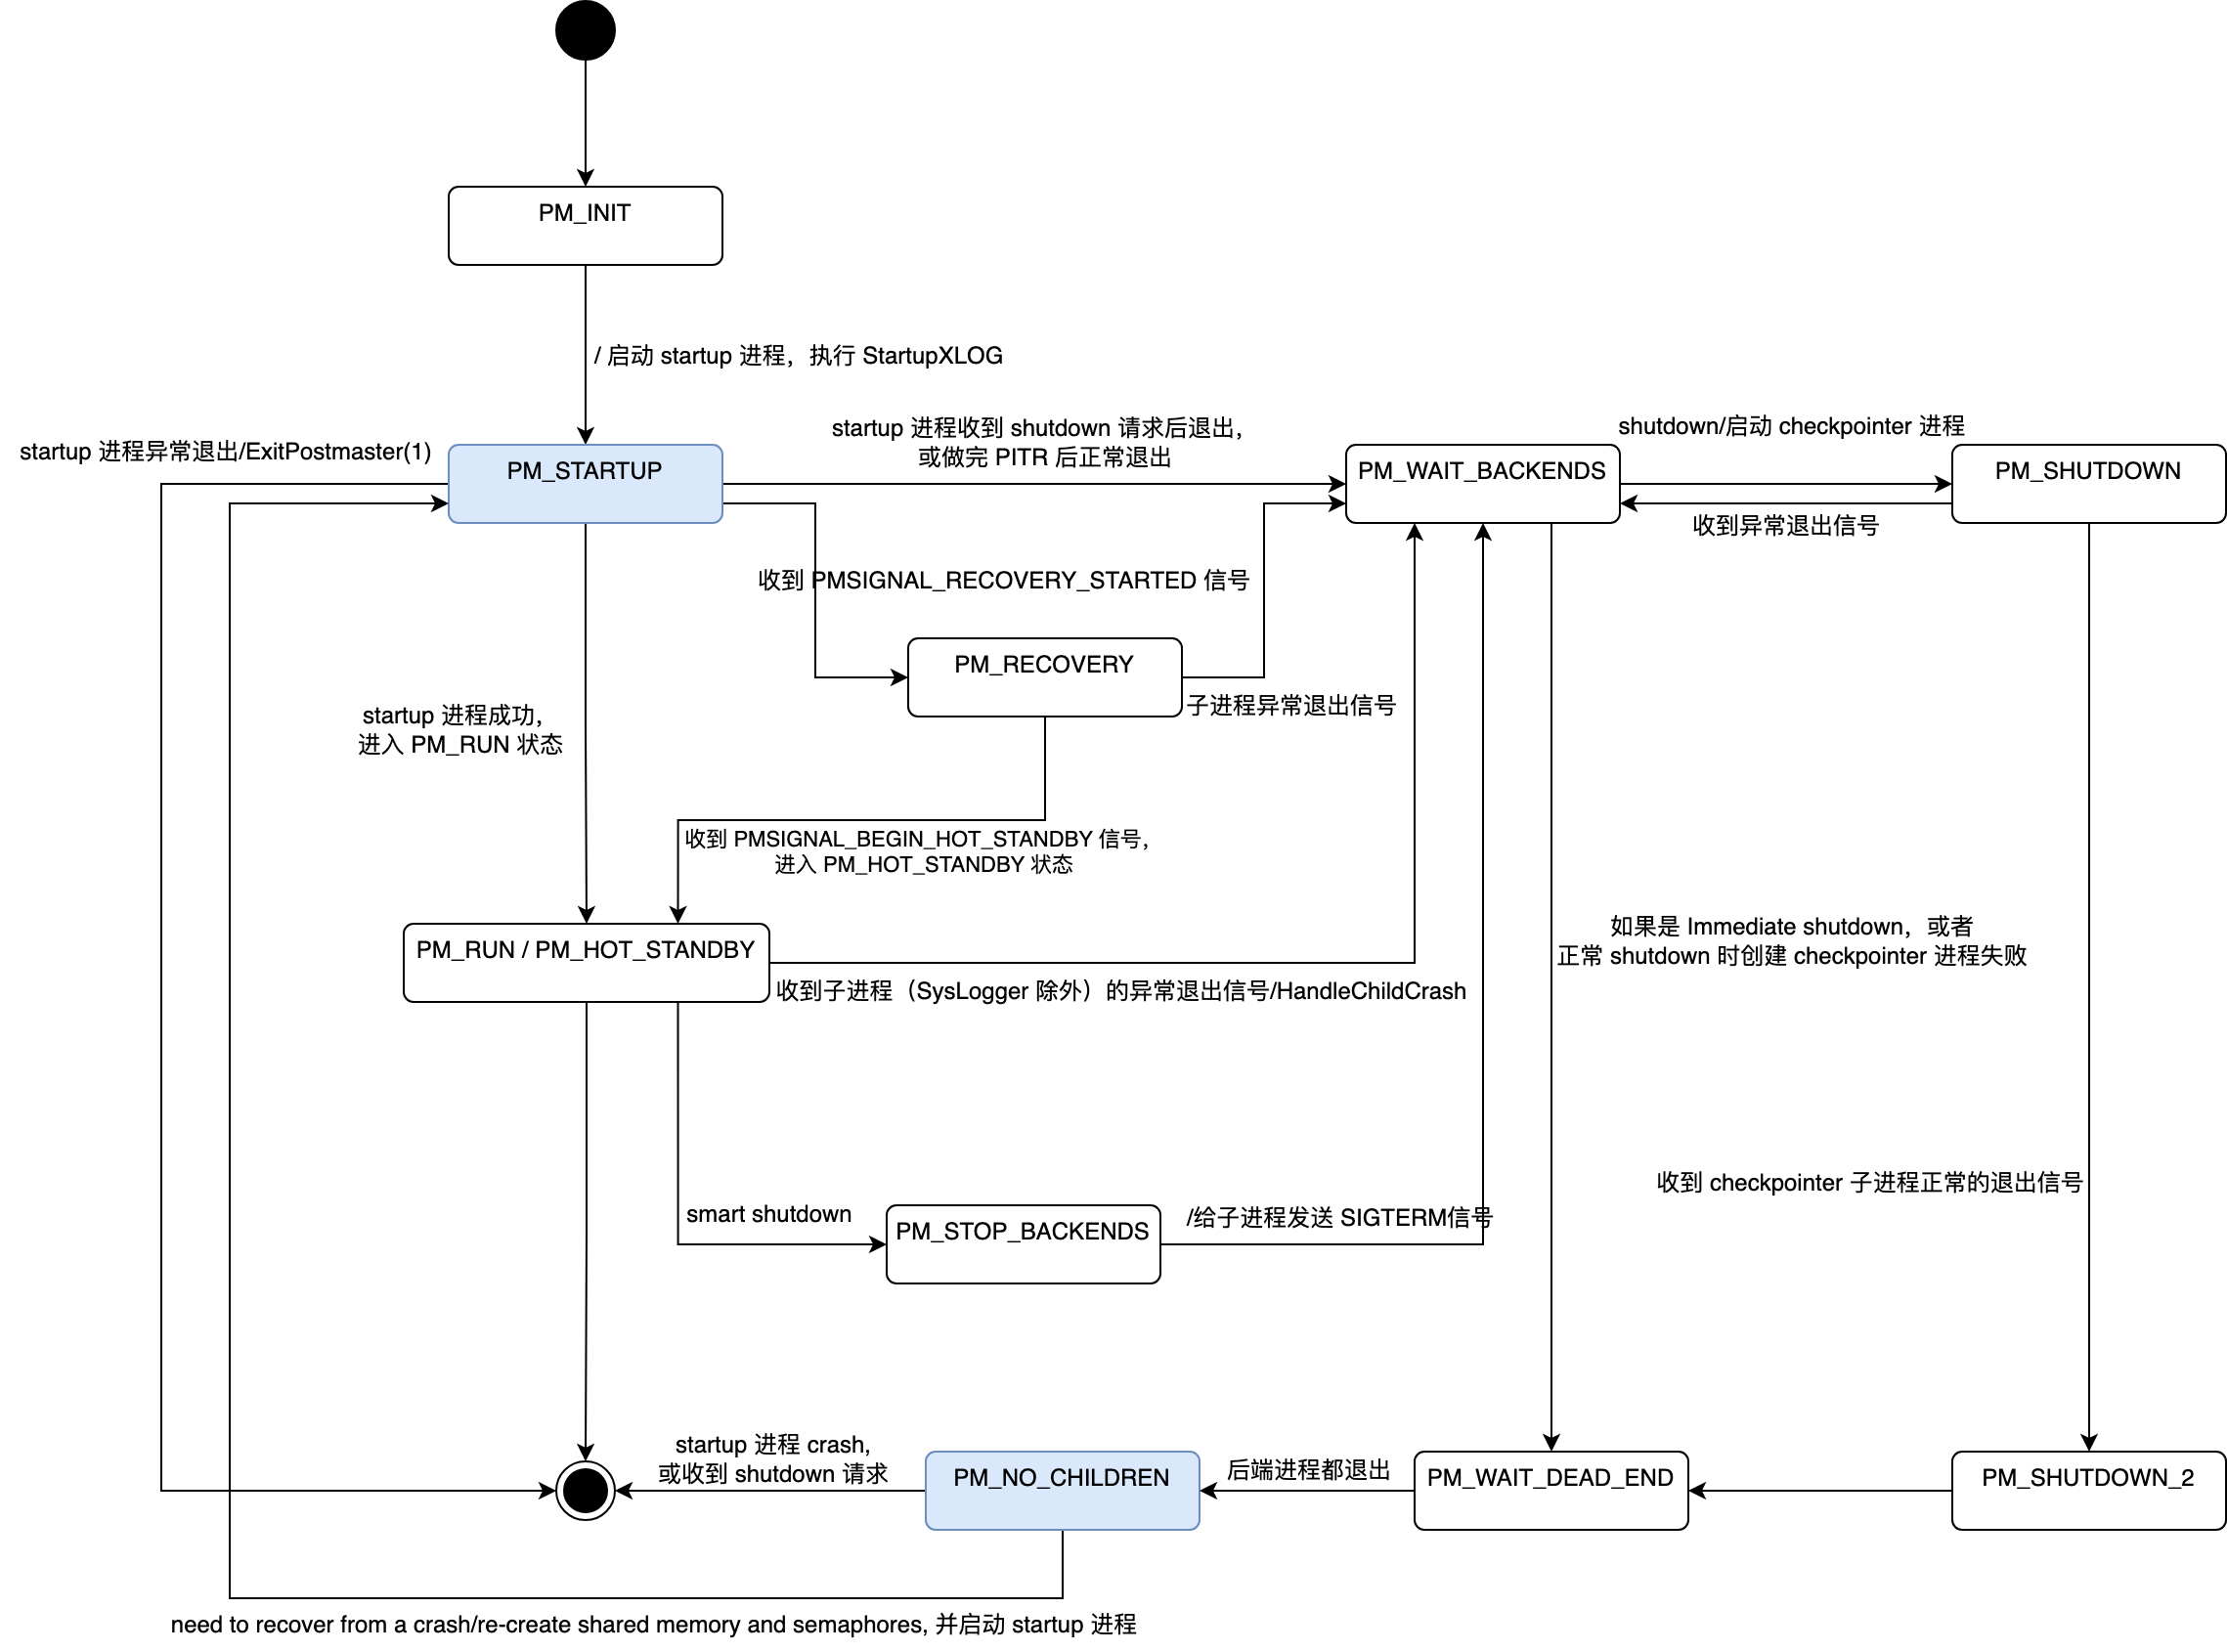 PM_INIT
/ 启动 startup 进程，执行 StartupXLOG
startup 进程异常退出/ExitPostmaster(1)
PM_STARTUP
startup 进程收到 shutdown 请求后退出，
或做完 PITR 后正常退出
PM_WAIT_BACKENDS
shutdown/启动 checkpointer 进程
PM_SHUTDOWN
收到异常退出信号
收到 PMSIGNAL_RECOVERY_STARTED 信号
PM_RECOVERY
子进程异常退出信号
startup 进程成功，
进入 PM_RUN 状态
收到 PMSIGNAL_BEGIN_HOT_STANDBY 信号，
进入 PM_HOT_STANDBY 状态
PM_RUN / PM_HOT_STANDBY
收到子进程（SysLogger 除外）的异常退出信号/HandleChildCrash
如果是 Immediate shutdown，或者
正常 shutdown 时创建 checkpointer 进程失败
收到 checkpointer 子进程正常的退出信号
smart shutdown
PM_STOP_BACKENDS
/给子进程发送 SIGTERM信号
startup 进程 crash,
或收到 shutdown 请求
PM_NO_CHILDREN
后端进程都退出
PM_WAIT_DEAD_END
PM_SHUTDOWN_2
need to recover from a crash/re-create shared memory and semaphores, 并启动 startup 进程